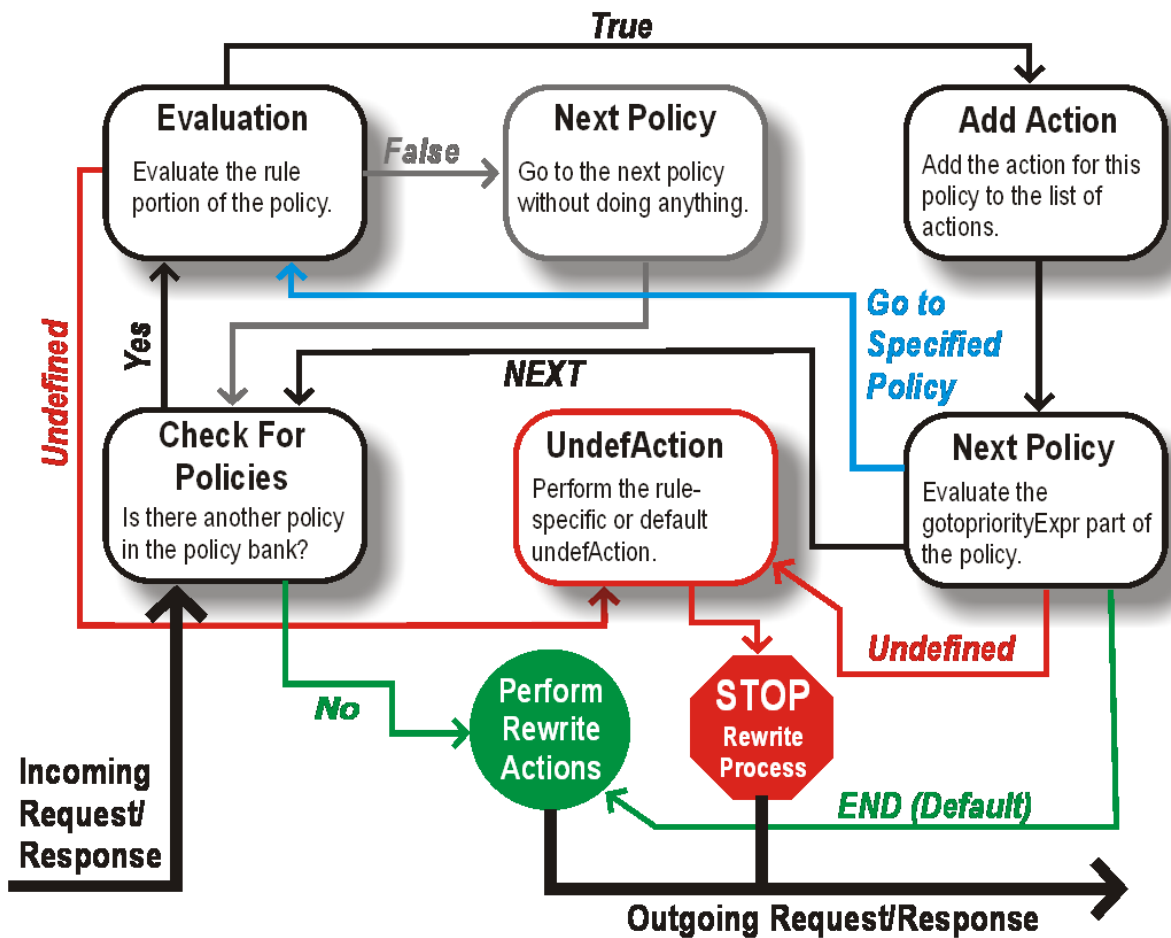 True
Evaluation
Evaluate the rule
portion of the policy.
False
Next Policy
Go to the next policy
without doing anything.
Add Action
Add the action for this
policy to the list of
actions.
Undefined
Yes
Go to
Specified
Policy
NEXT
Check For
Policies
Is there another policy
in the policy bank?
UndefAction
Perform the rule-
specific or default
undefAction.
Next Policy
Evaluate the
gotopriorityExpr part of
the policy.
Undefined
No
Perform
Rewrite
Actions
STOP
Rewrite
Process
END (Default)
Incoming
Request/
Response
Outgoing Request/Response